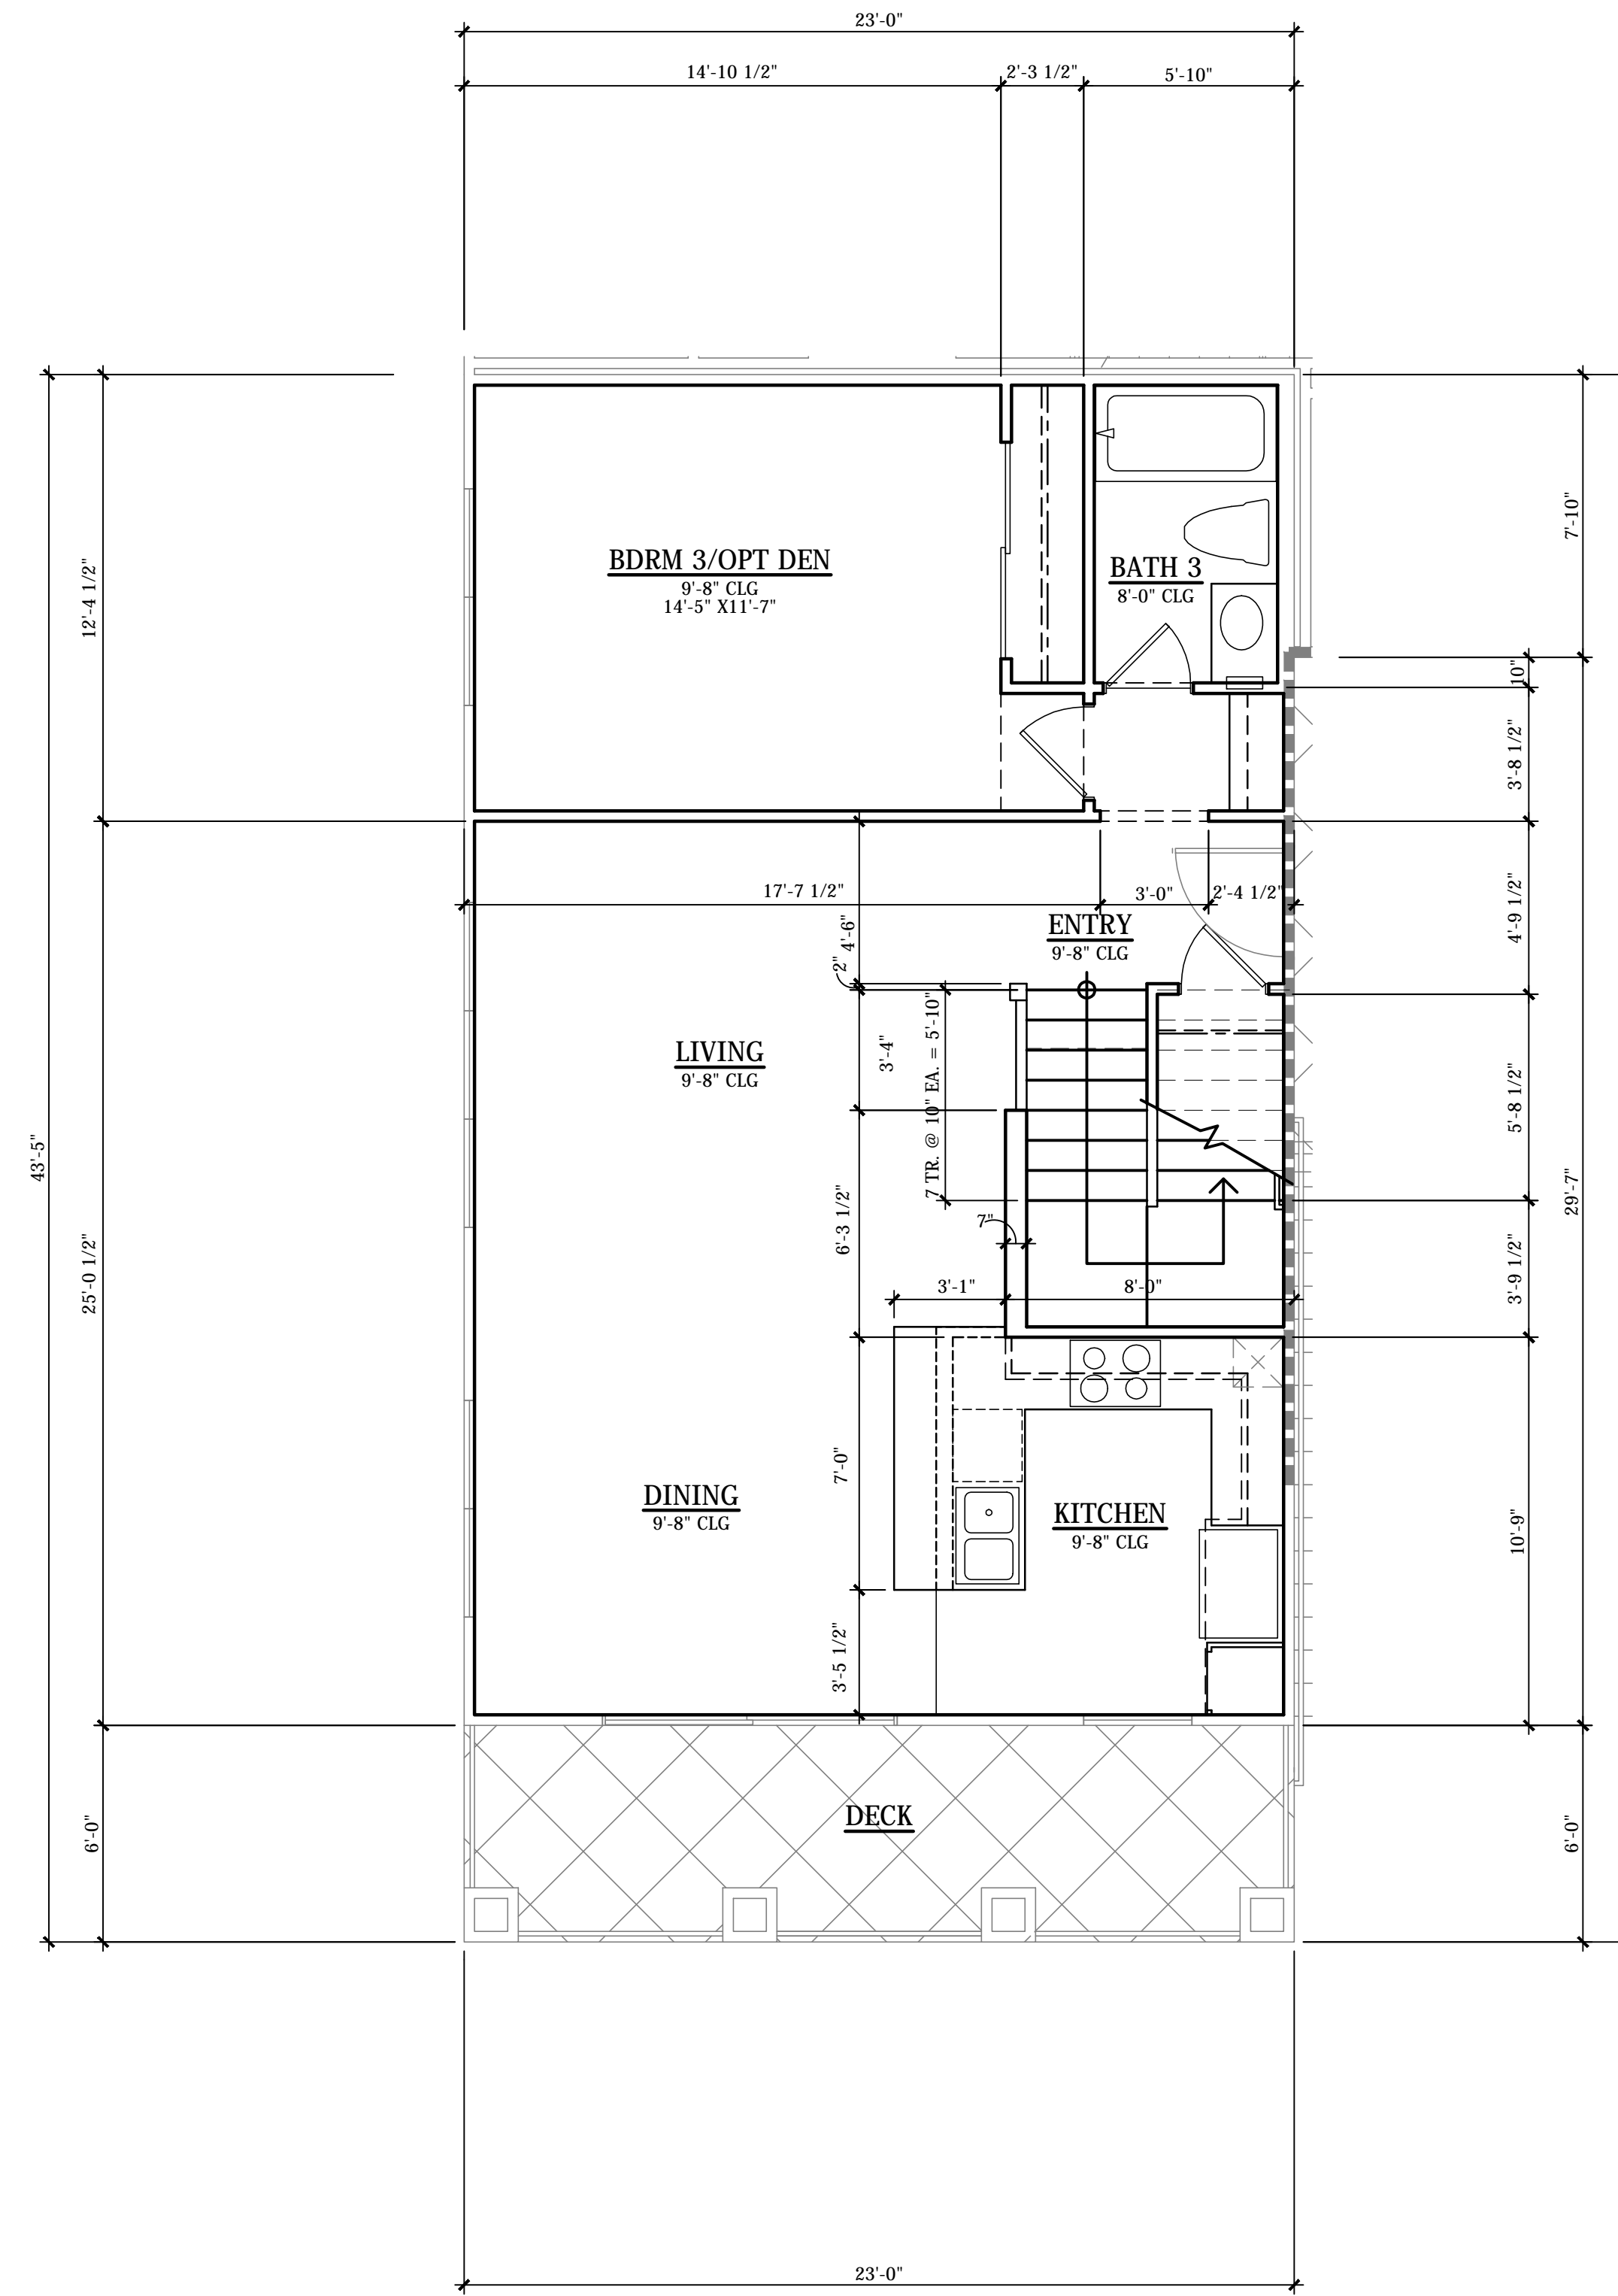 23'-0"
14'-10 1/2"
2'-3 1/2"
5'-10"
12'-4 1/2"
7'-10"
BDRM 3/OPT DEN
9'-8" CLG
14'-5" X11'-7"
BATH 3
8'-0" CLG
10"
3'-8 1/2"
17'-7 1/2"
3'-0"
2'-4 1/2"
4'-6"
2"
ENTRY
9'-8" CLG
4'-9 1/2"
LIVING
9'-8" CLG
3'-4"
7 TR. @ 10" EA. = 5'-10"
5'-8 1/2"
43'-5"
29'-7"
25'-0 1/2"
6'-3 1/2"
7"
3'-1"
8'-0"
3'-9 1/2"
7'-0"
DINING
9'-8" CLG
KITCHEN
9'-8" CLG
10'-9"
3'-5 1/2"
DECK
6'-0"
6'-0"
23'-0"